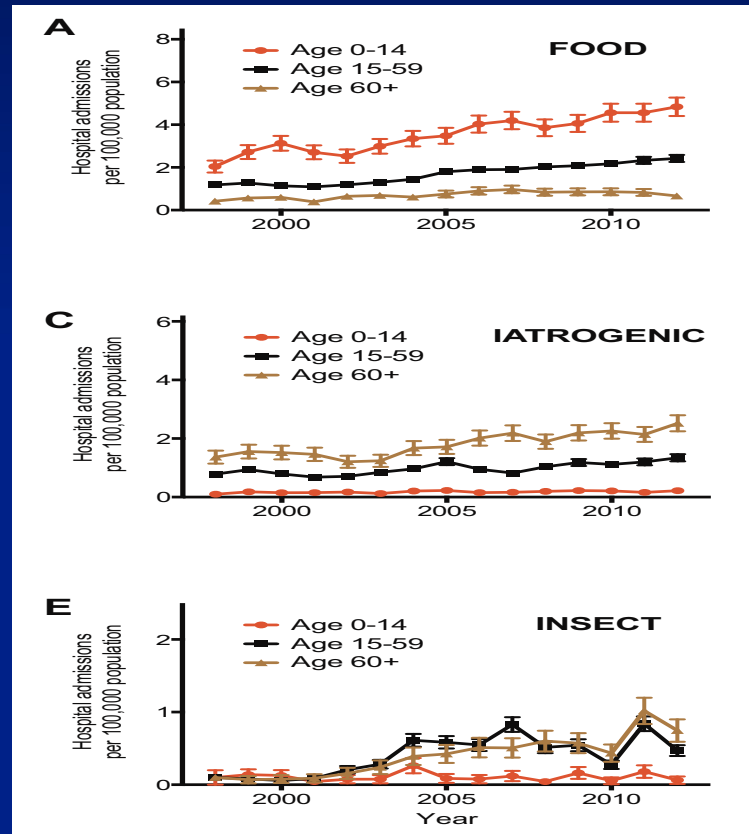 A
FOOD
Age 0-14
Age 15-59
Age 60+
Hospital admissions
per 100,000 population
8
6
4
2
0
2000 2005 2010
C
IATROGENIC
Age 0-14
Age 15-59
Age 60+
Hospital admissions
per 100,000 population
6
4
2
0
2000 2005 2010
E
INSECT
Age 0-14
Age 15-59
Age 60+
Hospital admissions
per 100,000 population
2
1
0
2000 2005 2010
Year